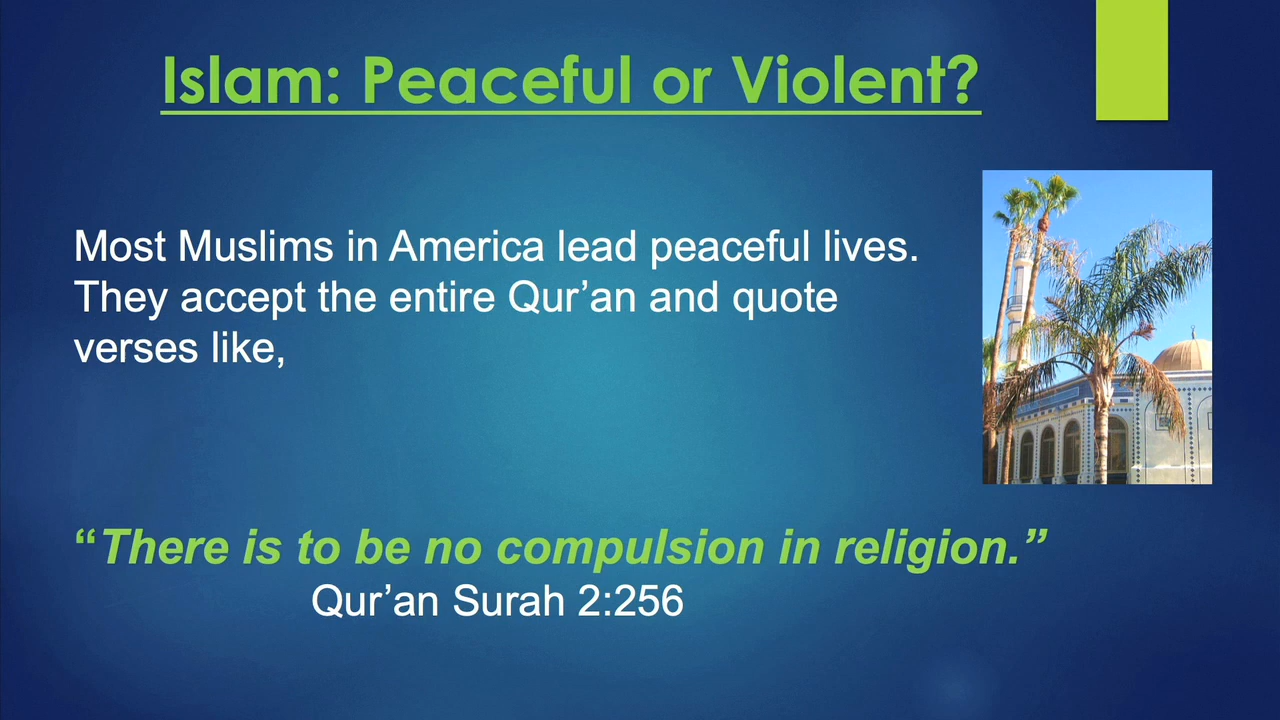 Islam: Peaceful or Violent?
Most Muslims in America lead peaceful lives.
They accept the entire Qur’an and quote
verses like,
“There is to be no compulsion in religion.”
Qur’an Surah 2:256